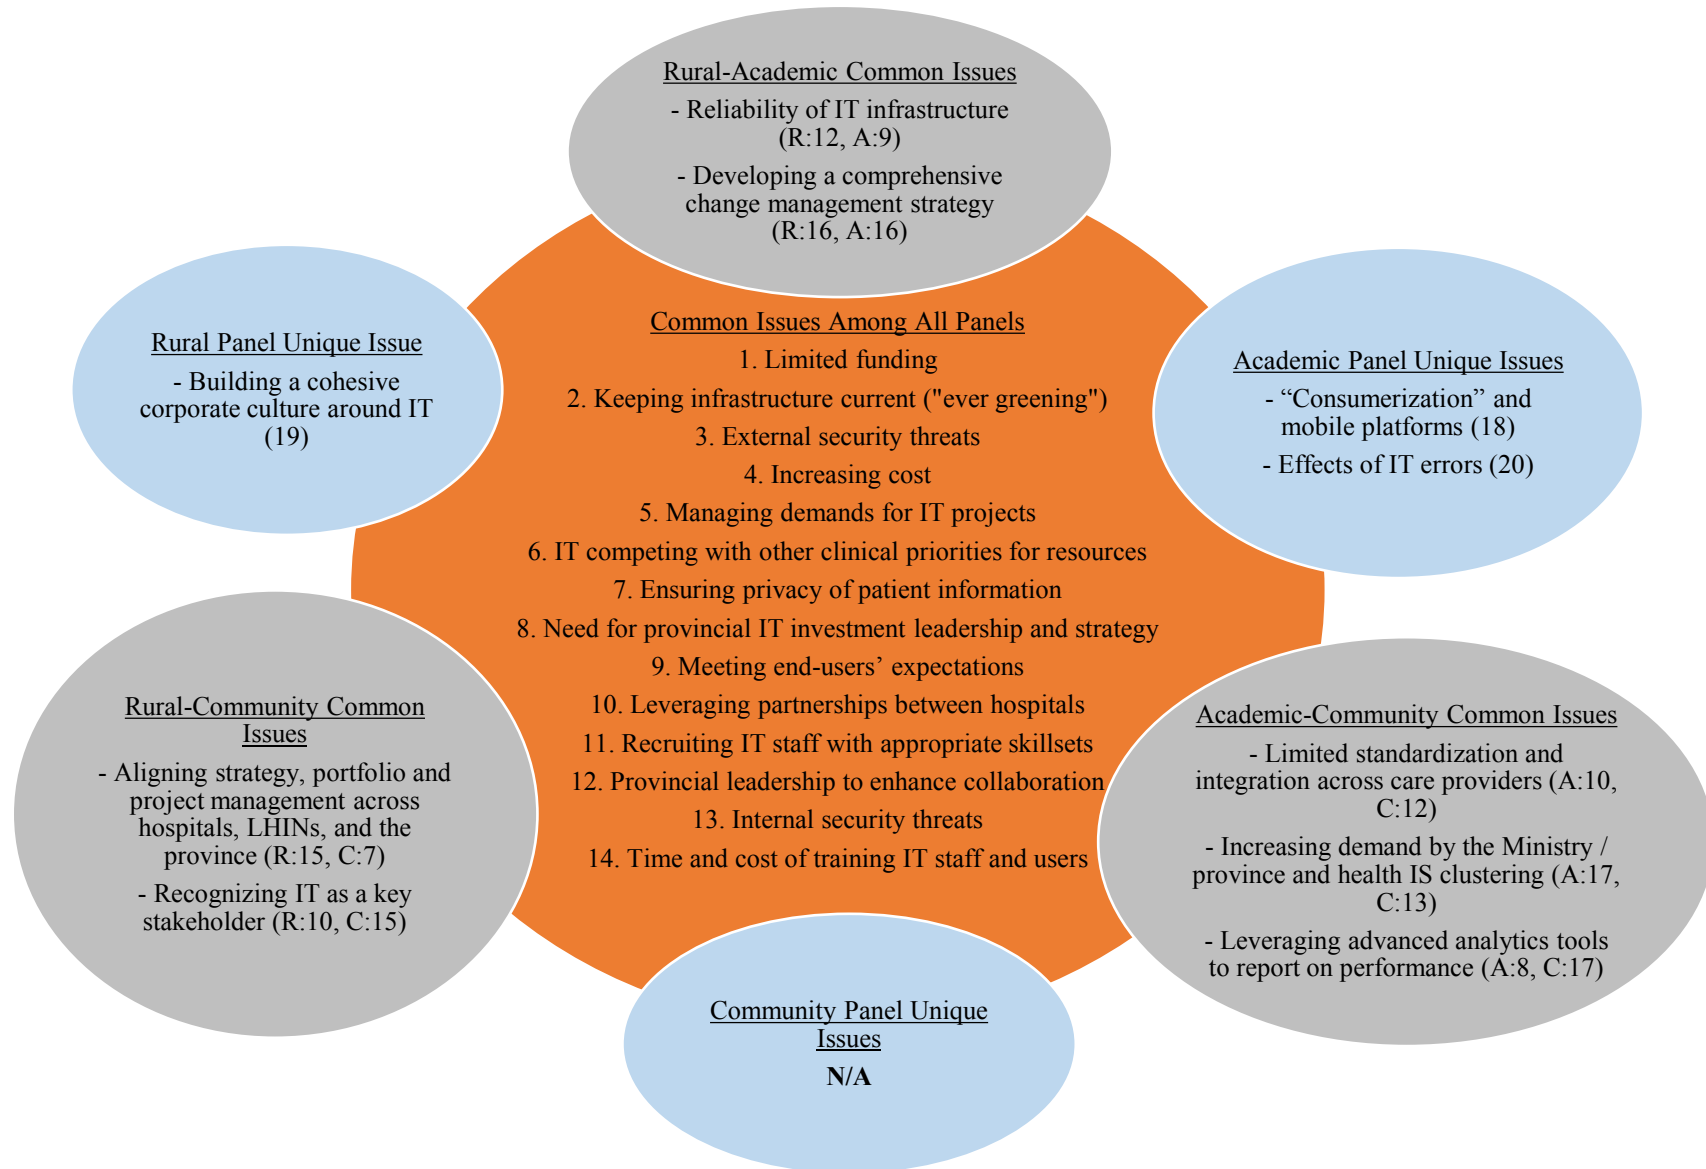 Rural-Academic Common Issues
- Reliability of IT infrastructure
(R:12, A:9)
- Developing a comprehensive
change management strategy
(R:16, A:16)
Rural Panel Unique Issue
- Building a cohesive
corporate culture around IT
(19)
Common Issues Among All Panels
1. Limited funding
2. Keeping infrastructure current ("ever greening")
3. External security threats
4. Increasing cost
5. Managing demands for IT projects
6. IT competing with other clinical priorities for resources
7. Ensuring privacy of patient information
8. Need for provincial IT investment leadership and strategy
9. Meeting end-users’ expectations
10. Leveraging partnerships between hospitals
11. Recruiting IT staff with appropriate skillsets
12. Provincial leadership to enhance collaboration
13. Internal security threats
14. Time and cost of training IT staff and users
Academic Panel Unique Issues
- “Consumerization” and
mobile platforms (18)
- Effects of IT errors (20)
Rural-Community Common
Issues
- Aligning strategy, portfolio and
project management across
hospitals, LHINs, and the
province (R:15, C:7)
- Recognizing IT as a key
stakeholder (R:10, C:15)
Academic-Community Common Issues
- Limited standardization and
integration across care providers (A:10,
C:12)
- Increasing demand by the Ministry /
province and health IS clustering (A:17,
C:13)
- Leveraging advanced analytics tools
to report on performance (A:8, C:17)
Community Panel Unique
Issues
N/A